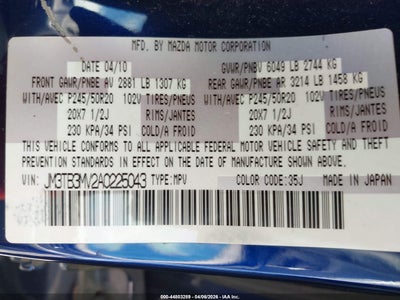 MFD. BY MAZDA MOTOR CORPORATION
DATE 04/10 GVWR/PNBV 6049 LB 2744 KG
FRONT GAWR/PNBE AV 2881 LB 1307 KG REAR GAWR/PNBE AR 3214 LB 1458 KG
WITH/AVEC P245/50R20 102V TIRES/PNEUS WITH/AVEC P245/50R20 102V TIRES/PNEUS
20X7 1/2J RIMS/JANTES 20X7 1/2J RIMS/JANTES
230 KPA/34 PSI COLD/A FROID 230 KPA/34 PSI COLD/A FROID
THIS VEHICLE CONFORMS TO ALL APPLICABLE FEDERAL MOTOR VEHICLE SAFETY AND THEFT
PREVENTION STANDARDS IN EFFECT ON THE DATE OF MANUFACTURE SHOWN ABOVE.
VIN: JM3TB3MV2A0225043 TYPE: MPV COLOR CODE: 35J MADE IN JAPAN
000-44803269 - 04/06/2026 - IAA Inc.